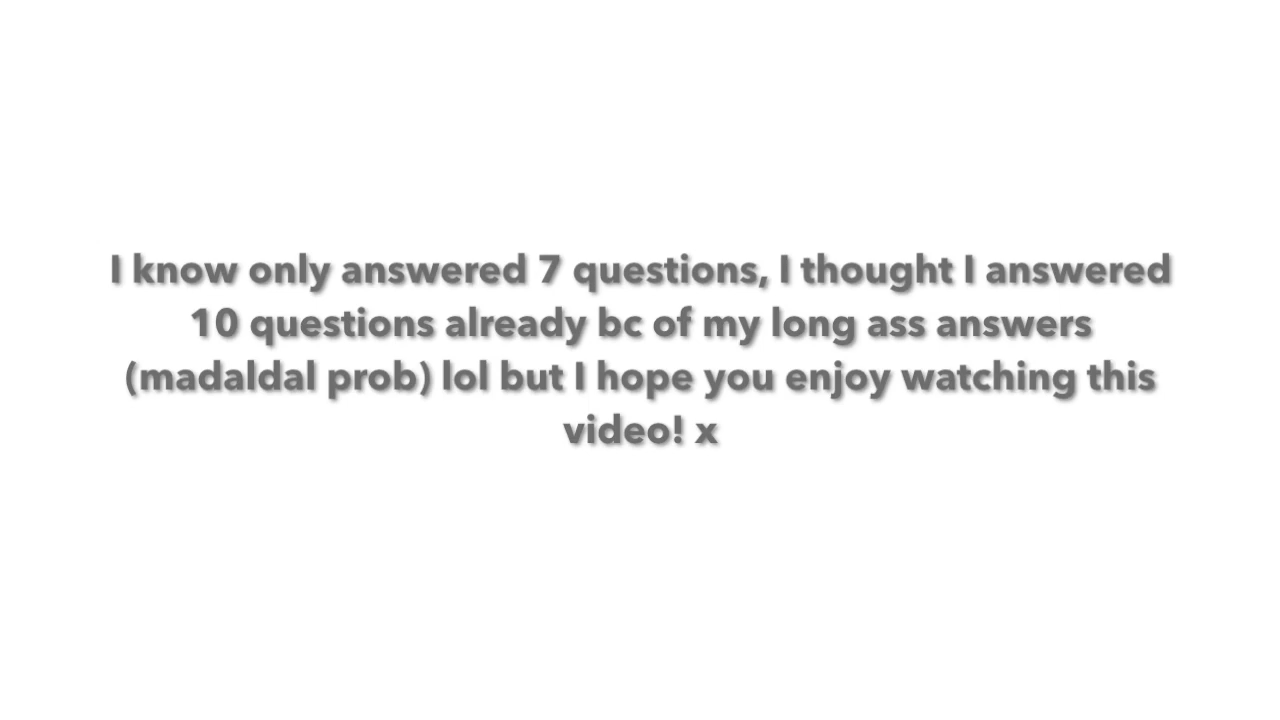 I know only answered 7 questions, I thought I answered
10 questions already bc of my long ass answers
(madaldal prob) lol but I hope you enjoy watching this
video! x